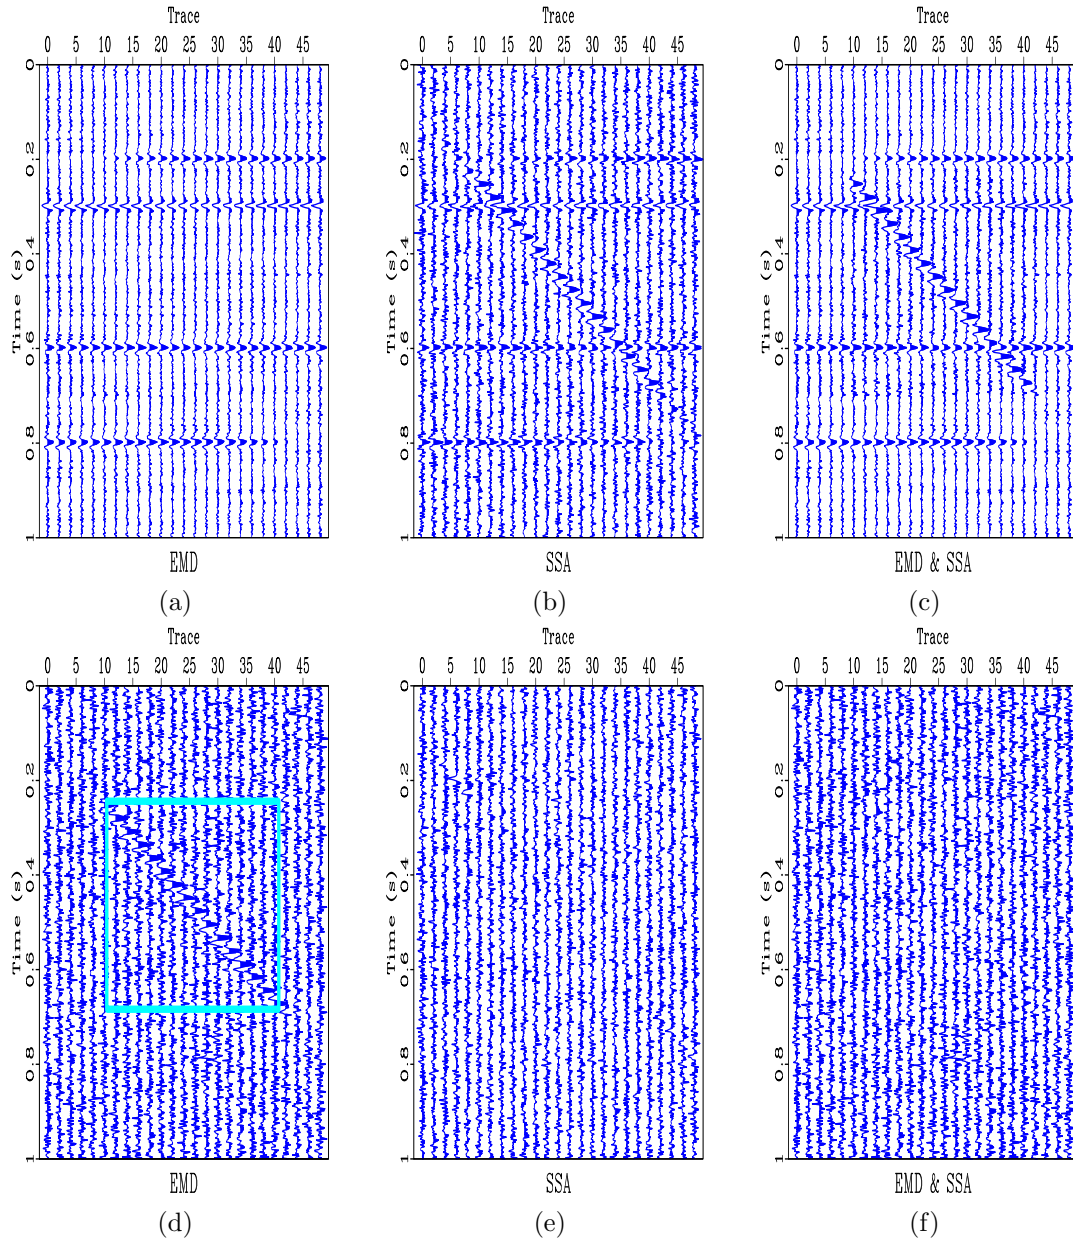 Trace Trace Trace
0 5 10 15 20 25 30 35 40 45 0 5 10 15 20 25 30 35 40 45 0 5 10 15 20 25 30 35 40 45
0 0.2 0.4 0.6 0.8 1 0 0.2 0.4 0.6 0.8 1 0 0.2 0.4 0.6 0.8 1
Time (s) Time (s) Time (s)
EMD SSA EMD & SSA
(a) (b) (c)
Trace Trace Trace
0 5 10 15 20 25 30 35 40 45 0 5 10 15 20 25 30 35 40 45 0 5 10 15 20 25 30 35 40 45
0 0.2 0.4 0.6 0.8 1 0 0.2 0.4 0.6 0.8 1 0 0.2 0.4 0.6 0.8 1
Time (s) Time (s) Time (s)
EMD SSA EMD & SSA
(d) (e) (f)